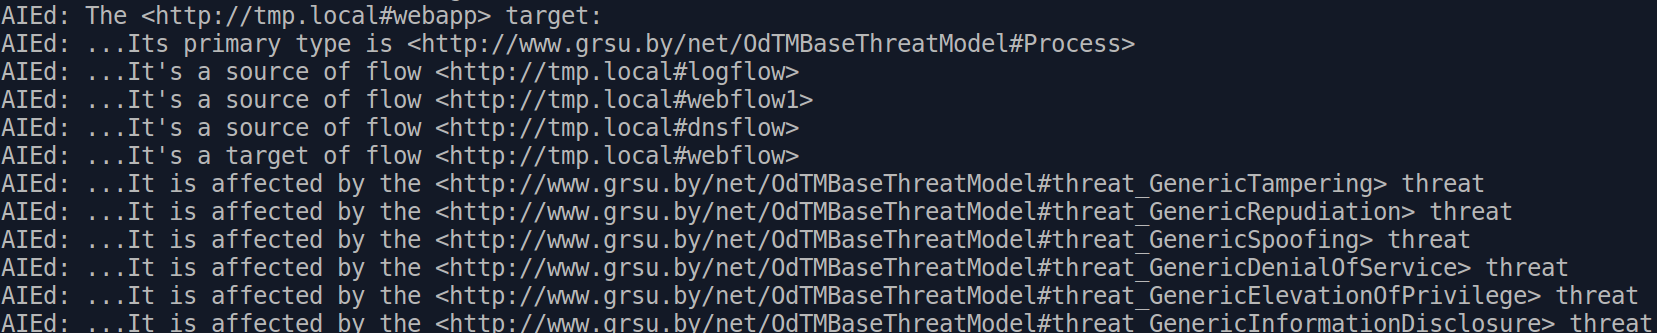 AIEd: The <http://tmp.local#webapp> target:
AIEd: ...Its primary type is <http://www.grsu.by/net/OdTMBaseThreatModel#Process>
AIEd: ...It's a source of flow <http://tmp.local#logflow>
AIEd: ...It's a source of flow <http://tmp.local#webflow1>
AIEd: ...It's a source of flow <http://tmp.local#dnsflow>
AIEd: ...It's a target of flow <http://tmp.local#webflow>
AIEd: ...It is affected by the <http://www.grsu.by/net/OdTMBaseThreatModel#threat_GenericTampering> threat
AIEd: ...It is affected by the <http://www.grsu.by/net/OdTMBaseThreatModel#threat_GenericRepudiation> threat
AIEd: ...It is affected by the <http://www.grsu.by/net/OdTMBaseThreatModel#threat_GenericSpoofing> threat
AIEd: ...It is affected by the <http://www.grsu.by/net/OdTMBaseThreatModel#threat_GenericDenialOfService> threat
AIEd: ...It is affected by the <http://www.grsu.by/net/OdTMBaseThreatModel#threat_GenericElevationOfPrivilege> threat
AIEd: ...It is affected by the <http://www.grsu.by/net/OdTMBaseThreatModel#threat_GenericInformationDisclosure> threat